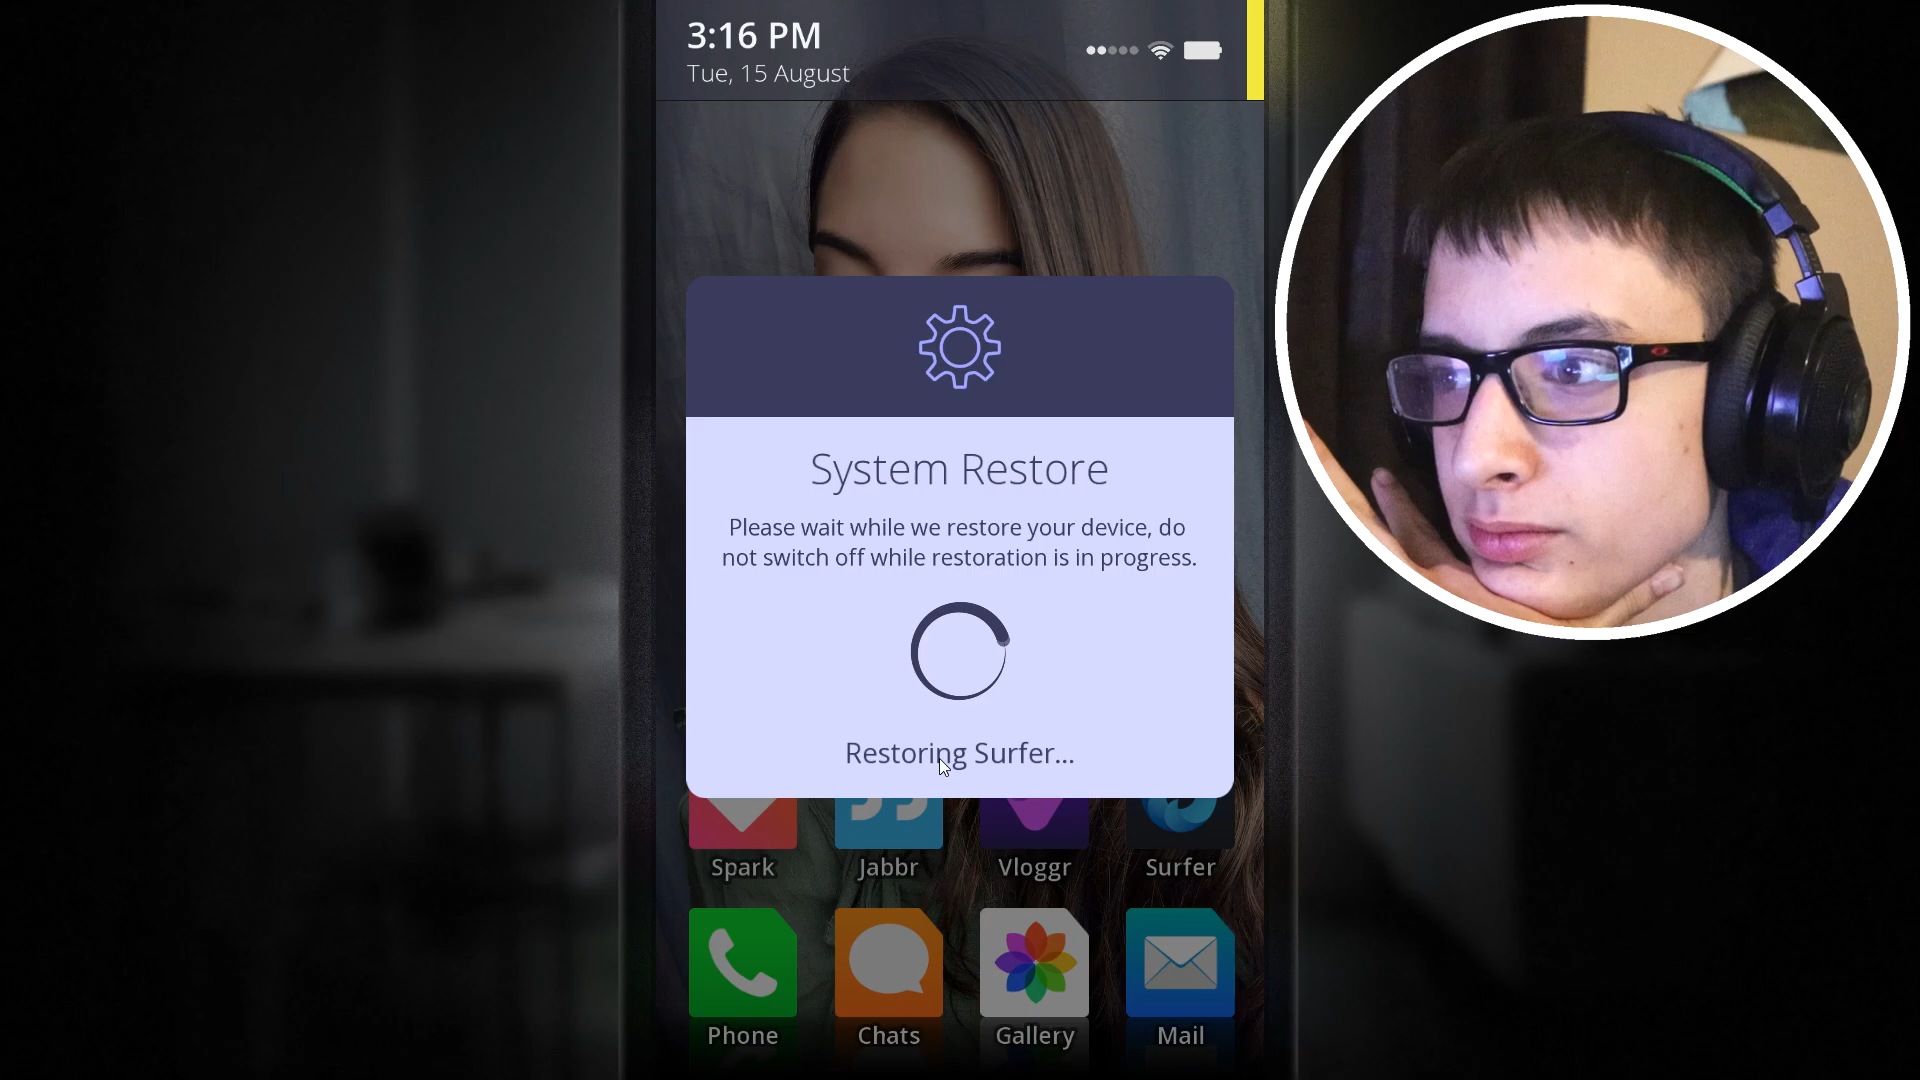 3:16 PM
Tue, 15 August
System Restore
Please wait while we restore your device, do
not switch off while restoration is in progress.
Restoring Surfer...
Spark
Jabbr
Vloggr
Surfer
Phone
Chats
Gallery
Mail